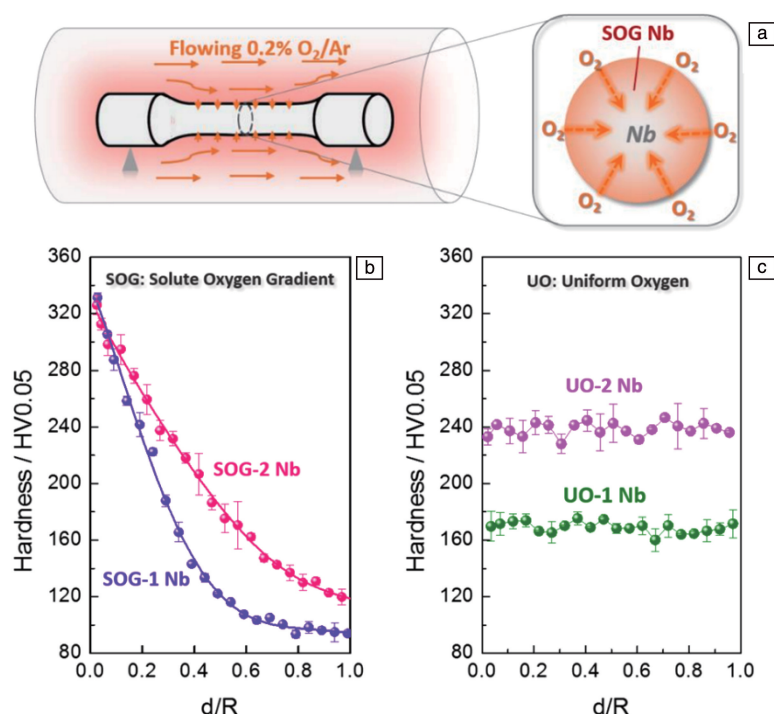 a
Flowing 0.2% O₂/Ar
SOG Nb
O₂
O₂
O₂
Nb
O₂
O₂
O₂
b
SOG: Solute Oxygen Gradient
360
320
280
240
200
160
120
80
SOG-2 Nb
SOG-1 Nb
0.0 0.2 0.4 0.6 0.8 1.0
d/R
Hardness / HV0.05
c
UO: Uniform Oxygen
360
320
280
240
200
160
120
80
UO-2 Nb
UO-1 Nb
0.0 0.2 0.4 0.6 0.8 1.0
d/R
Hardness / HV0.05